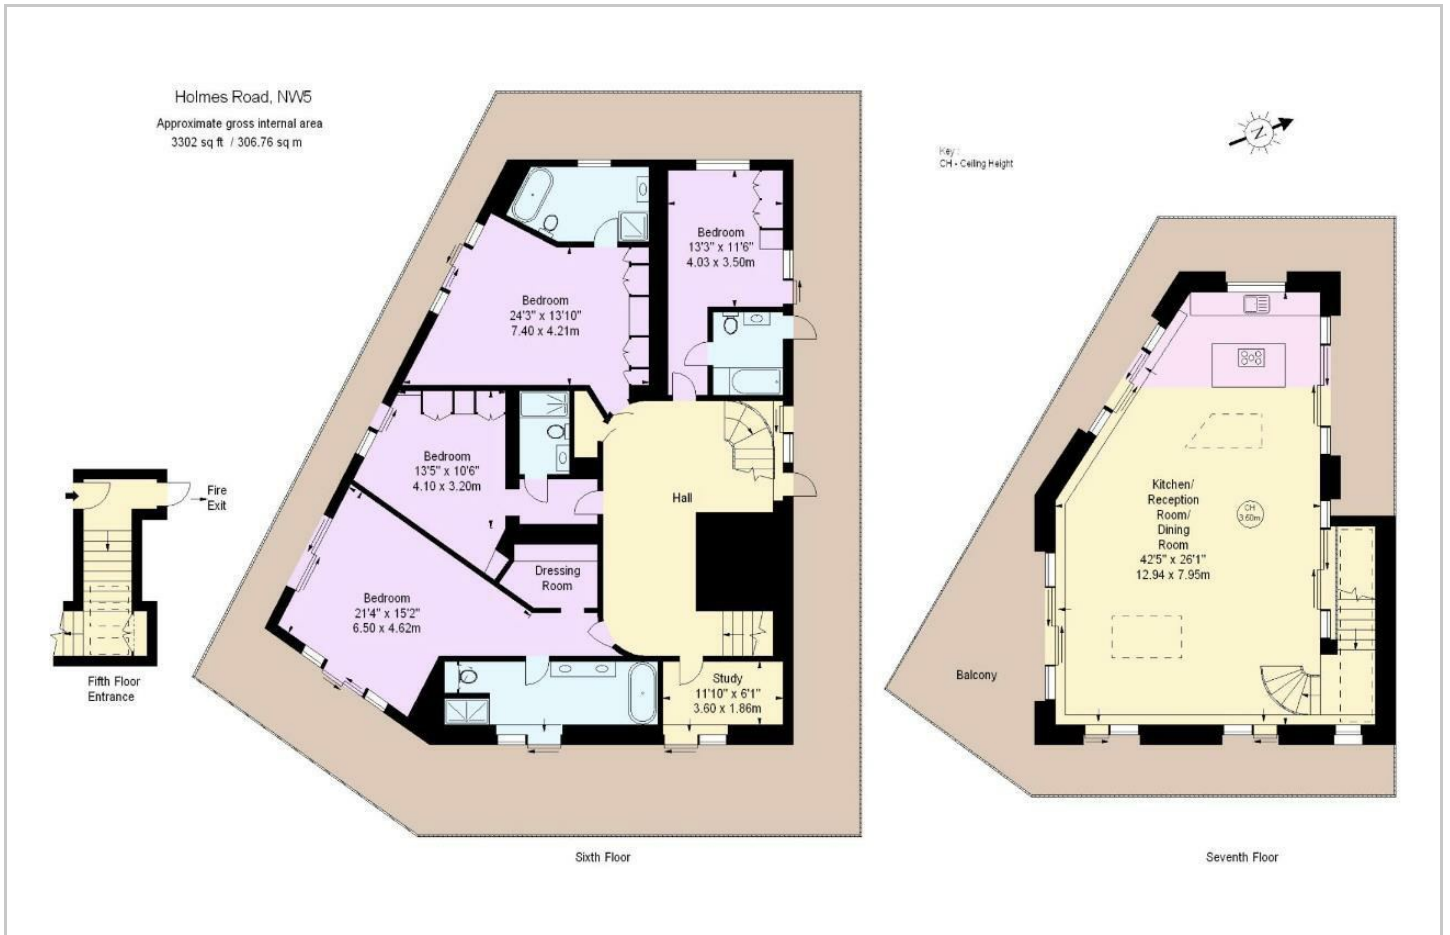 Holmes Road, NW5
Approximate gross internal area
3302 sq ft / 306.76 sq m
N
Key :
CH - Ceiling Height
Bedroom
13'3" x 11'6"
4.03 x 3.50m
Bedroom
24'3" x 13'10"
7.40 x 4.21m
Bedroom
13'5" x 10'6"
4.10 x 3.20m
Hall
Fire
Exit
Dressing
Room
Bedroom
21'4" x 15'2"
6.50 x 4.62m
Study
11'10" x 6'1"
3.60 x 1.86m
Fifth Floor
Entrance
Sixth Floor
Kitchen/
Reception
Room/
Dining
Room
42'5" x 26'1"
12.94 x 7.95m
CH
3.60m
Balcony
Seventh Floor